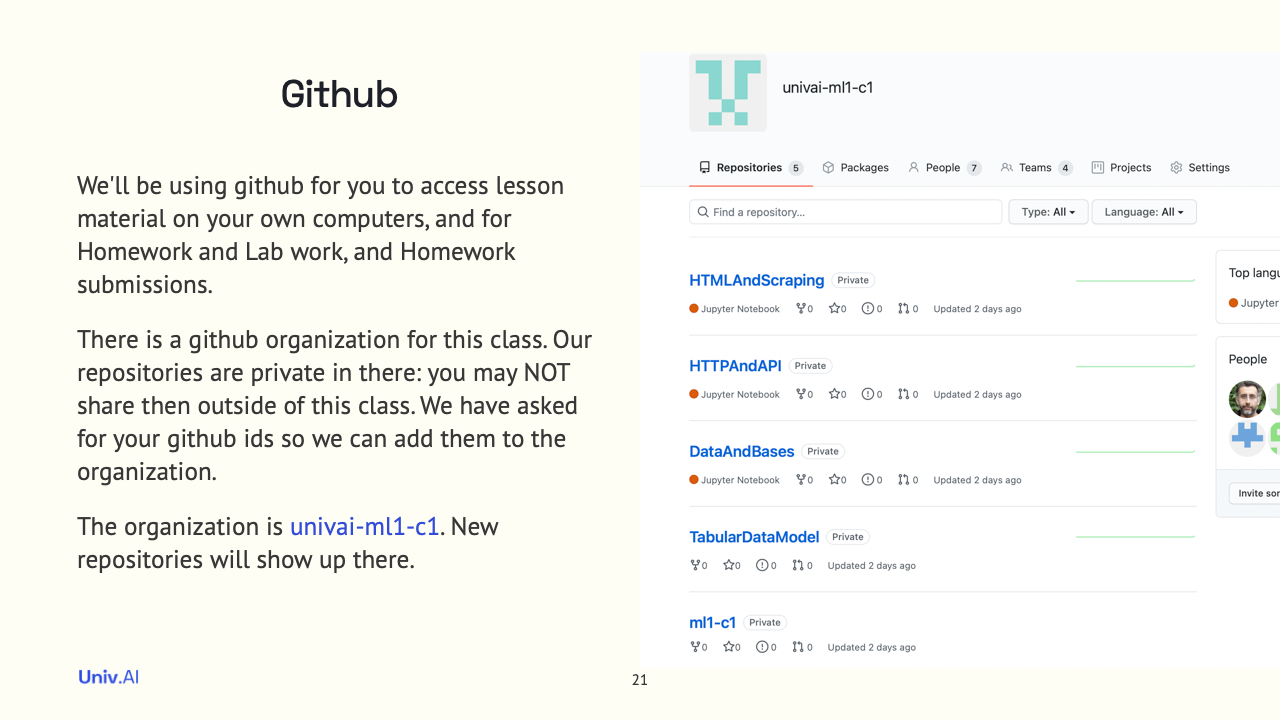 Github
We'll be using github for you to access lesson
material on your own computers, and for
Homework and Lab work, and Homework
submissions.
There is a github organization for this class. Our
repositories are private in there: you may NOT
share then outside of this class. We have asked
for your github ids so we can add them to the
organization.
The organization is univai-ml1-c1. New
repositories will show up there.
univai-ml1-c1
Repositories 5 Packages People 7 Teams 4 Projects Settings
Find a repository... Type: All Language: All
HTMLAndScraping Private
Jupyter Notebook 0 0 0 0 Updated 2 days ago
HTTPAndAPI Private
Jupyter Notebook 0 0 0 0 Updated 2 days ago
DataAndBases Private
Jupyter Notebook 0 0 0 0 Updated 2 days ago
TabularDataModel Private
0 0 0 0 Updated 2 days ago
ml1-c1 Private
0 0 0 0 Updated 2 days ago
Top langu
Jupyter
People
Invite sor
Univ.AI
21